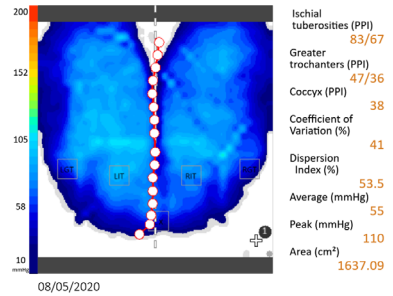 200
152
105
58
10
mmHg
LIT
RIT
1
08/05/2020
Ischial
tuberosities (PPI)
83/67
Greater
trochanters (PPI)
47/36
Coccyx (PPI)
38
Coefficient of
Variation (%)
41
Dispersion
Index (%)
53.5
Average (mmHg)
55
Peak (mmHg)
110
Area (cm²)
1637.09